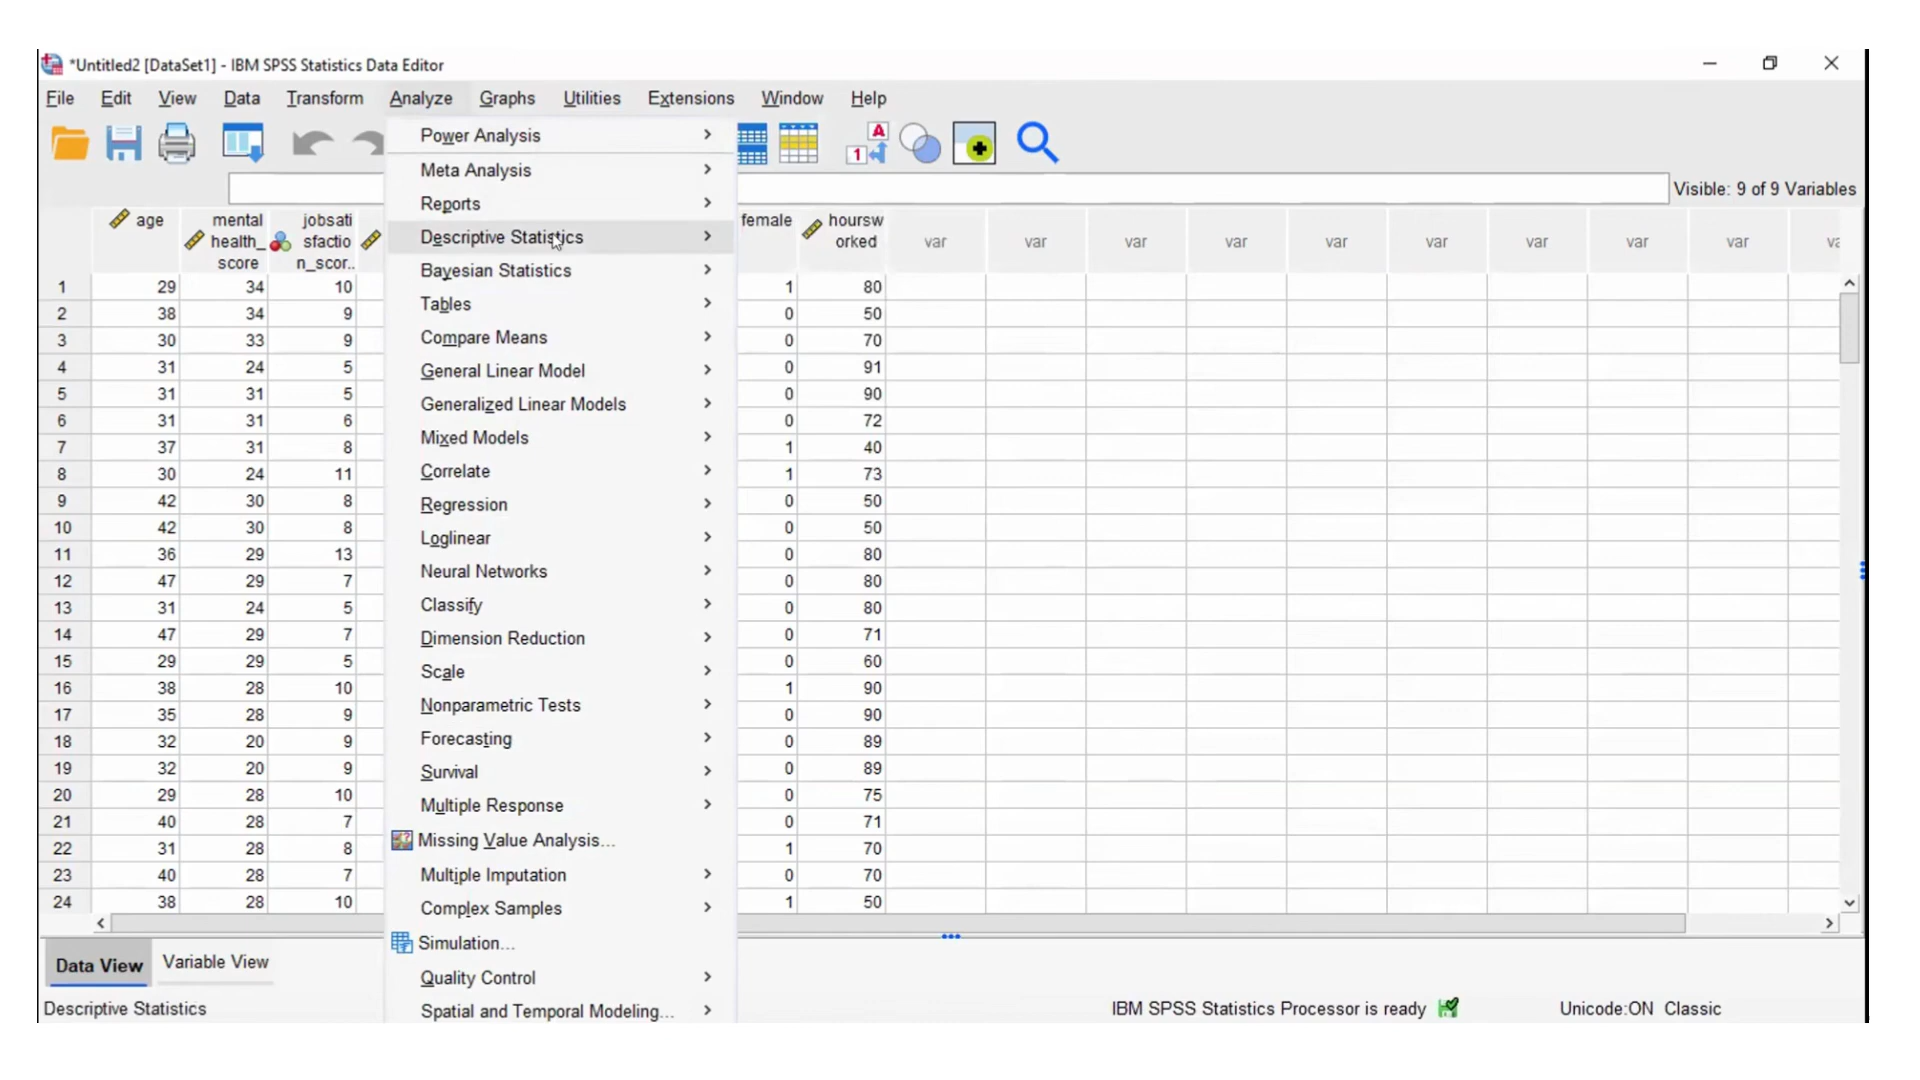 *Untitled2 [DataSet1] - IBM SPSS Statistics Data Editor
File Edit View Data Transform Analyze Graphs Utilities Extensions Window Help
Visible: 9 of 9 Variables
Power Analysis
Meta Analysis
Reports
Descriptive Statistics
Bayesian Statistics
Tables
Compare Means
General Linear Model
Generalized Linear Models
Mixed Models
Correlate
Regression
Loglinear
Neural Networks
Classify
Dimension Reduction
Scale
Nonparametric Tests
Forecasting
Survival
Multiple Response
Missing Value Analysis...
Multiple Imputation
Complex Samples
Simulation...
Quality Control
Spatial and Temporal Modeling...
age mental jobsati female hoursw
health_ sfactio orked var var var var var var var var var va
score n_scor..
1 29 34 10 1 80
2 38 34 9 0 50
3 30 33 9 0 70
4 31 24 5 0 91
5 31 31 5 0 90
6 31 31 6 0 72
7 37 31 8 1 40
8 30 24 11 1 73
9 42 30 8 0 50
10 42 30 8 0 50
11 36 29 13 0 80
12 47 29 7 0 80
13 31 24 5 0 80
14 47 29 7 0 71
15 29 29 5 0 60
16 38 28 10 1 90
17 35 28 9 0 90
18 32 20 9 0 89
19 32 20 9 0 89
20 29 28 10 0 75
21 40 28 7 0 71
22 31 28 8 1 70
23 40 28 7 0 70
24 38 28 10 1 50
Data View Variable View
Descriptive Statistics IBM SPSS Statistics Processor is ready Unicode:ON Classic